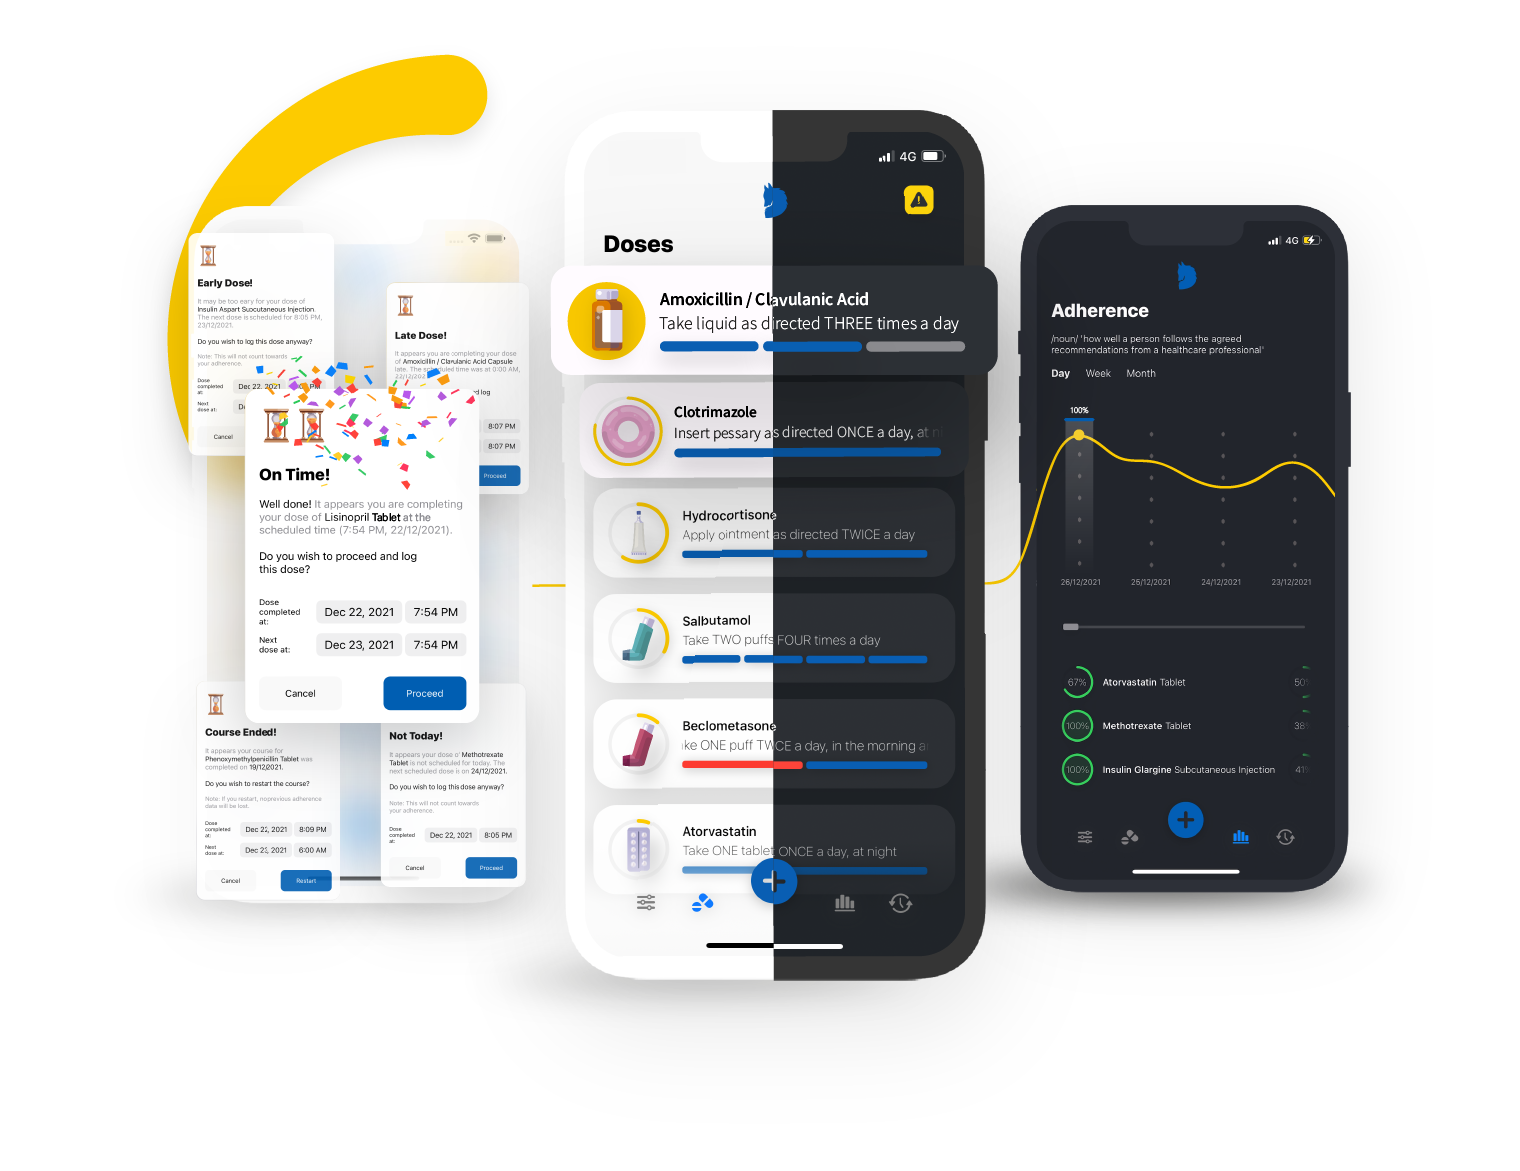 Early Dose!
It may be too eary for your dose of
Insulin Aspart Suocutaneous Injection.
The next dose is scheduled for 8:05 PM,
23/12/2021.
Do you wish to log this dose anyway?
Note: This will not count towards
your adherence.
Dose
completed
at:
Dec 22, 2021
PM
Next
dose at:
Cancel
Late Dose!
It appears you are completing your dose
of Amoxicillin / Clavulanic Acid Capsule
late. The scheduled time was at 0:00 AM,
22/12/2021.
log
8:07 PM
8:07 PM
Proceed
On Time!
Well done! It appears you are completing
your dose of Lisinopril Tablet at the
scheduled time (7:54 PM, 22/12/2021).
Do you wish to proceed and log
this dose?
Dose
completed
at:
Dec 22, 2021
7:54 PM
Next
dose at:
Dec 23, 2021
7:54 PM
Cancel
Proceed
Course Ended!
It appears your course for
Phenoxymethylpenicillin Tablet was
completed on 19/12/2021.
Do you wish to restart the course?
Note: If you restart, noprevious adherence
data will be lost.
Dose
completed
at:
Dec 22, 2021
8:09 PM
Next
dose at:
Dec 23, 2021
6:00 AM
Cancel
Restart
Not Today!
It appears your dose of Methotrexate
Tablet is not scheduled for today. The
next scheduled dose is on 24/12/2021.
Do you wish to log this dose anyway?
Note: This will not count towards
your adherence.
Dose
completed
at:
Dec 22, 2021
8:05 PM
Cancel
Proceed
4G
Doses
Amoxicillin / Clavulanic Acid
Take liquid as directed THREE times a day
Clotrimazole
Insert pessary as directed ONCE a day, at
Hydrocortisone
Apply ointment as directed TWICE a day
Salbutamol
Take TWO puffs FOUR times a day
Beclometasone
ke ONE puff TWICE a day, in the morning a
Atorvastatin
Take ONE tablet ONCE a day, at night
4G
Adherence
/noun/ 'how well a person follows the agreed
recommendations from a healthcare professional'
Day Week Month
100%
26/12/2021 25/12/2021 24/12/2021 23/12/2021
67% Atorvastatin Tablet 50
100% Methotrexate Tablet 38
100% Insulin Glargine Subcutaneous Injection 41